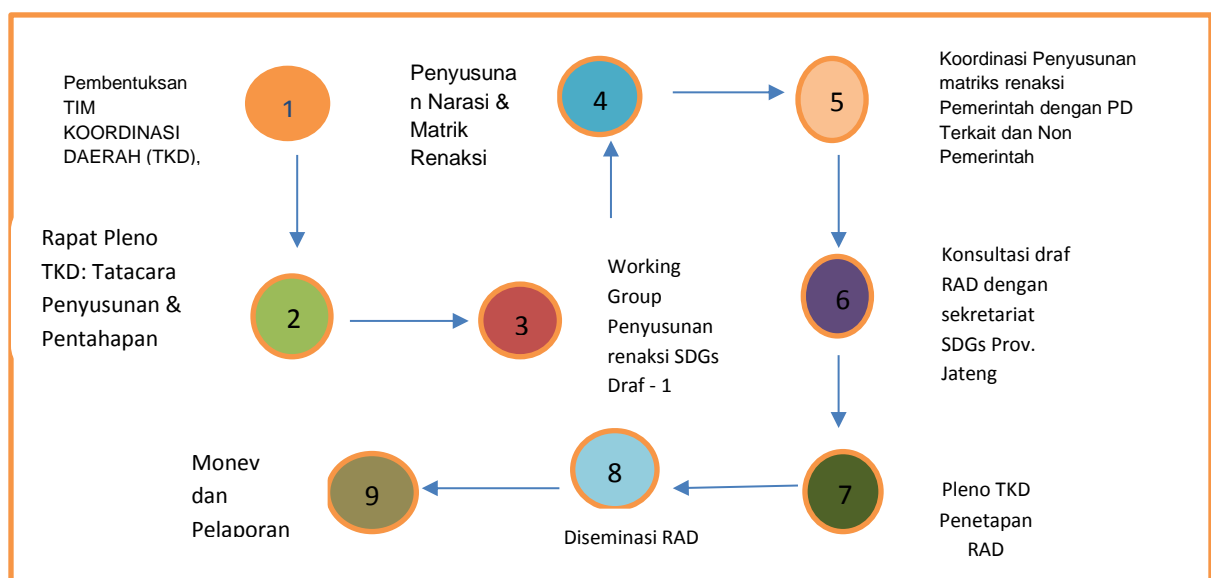 Pembentuksan
TIM
KOORDINASI
DAERAH (TKD),
1
Rapat Pleno
TKD: Tatacara
Penyusunan &
Pentahapan
2
3
Working
Group
Penyusunan
renaksi SDGs
Draf - 1
Penyusuna
n Narasi &
Matrik
Renaksi
4
5
Koordinasi Penyusunan
matriks renaksi
Pemerintah dengan PD
Terkait dan Non
Pemerintah
6
Konsultasi draf
RAD dengan
sekretariat
SDGs Prov.
Jateng
7
Pleno TKD
Penetapan
RAD
8
Diseminasi RAD
9
Monev
dan
Pelaporan